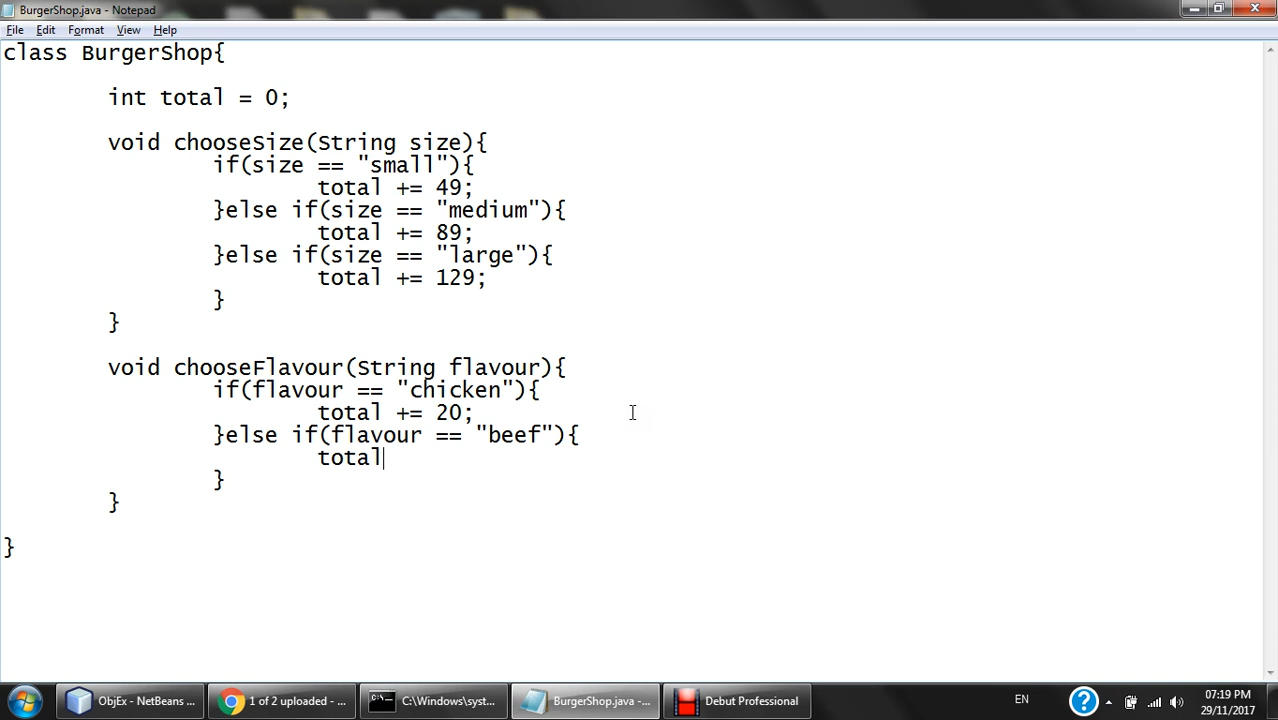 BurgerShop.java - Notepad
File Edit Format View Help
class BurgerShop{
int total = 0;
void chooseSize(String size){
if(size == "small"){
total += 49;
}else if(size == "medium"){
total += 89;
}else if(size == "large"){
total += 129;
}
}
void chooseFlavour(String flavour){
if(flavour == "chicken"){
total += 20;
}else if(flavour == "beef"){
total
}
}
}
ObjEx - NetBeans ... 1 of 2 uploaded - ... C:\Windows\syst... BurgerShop.java -... Debut Professional EN 07:19 PM
29/11/2017